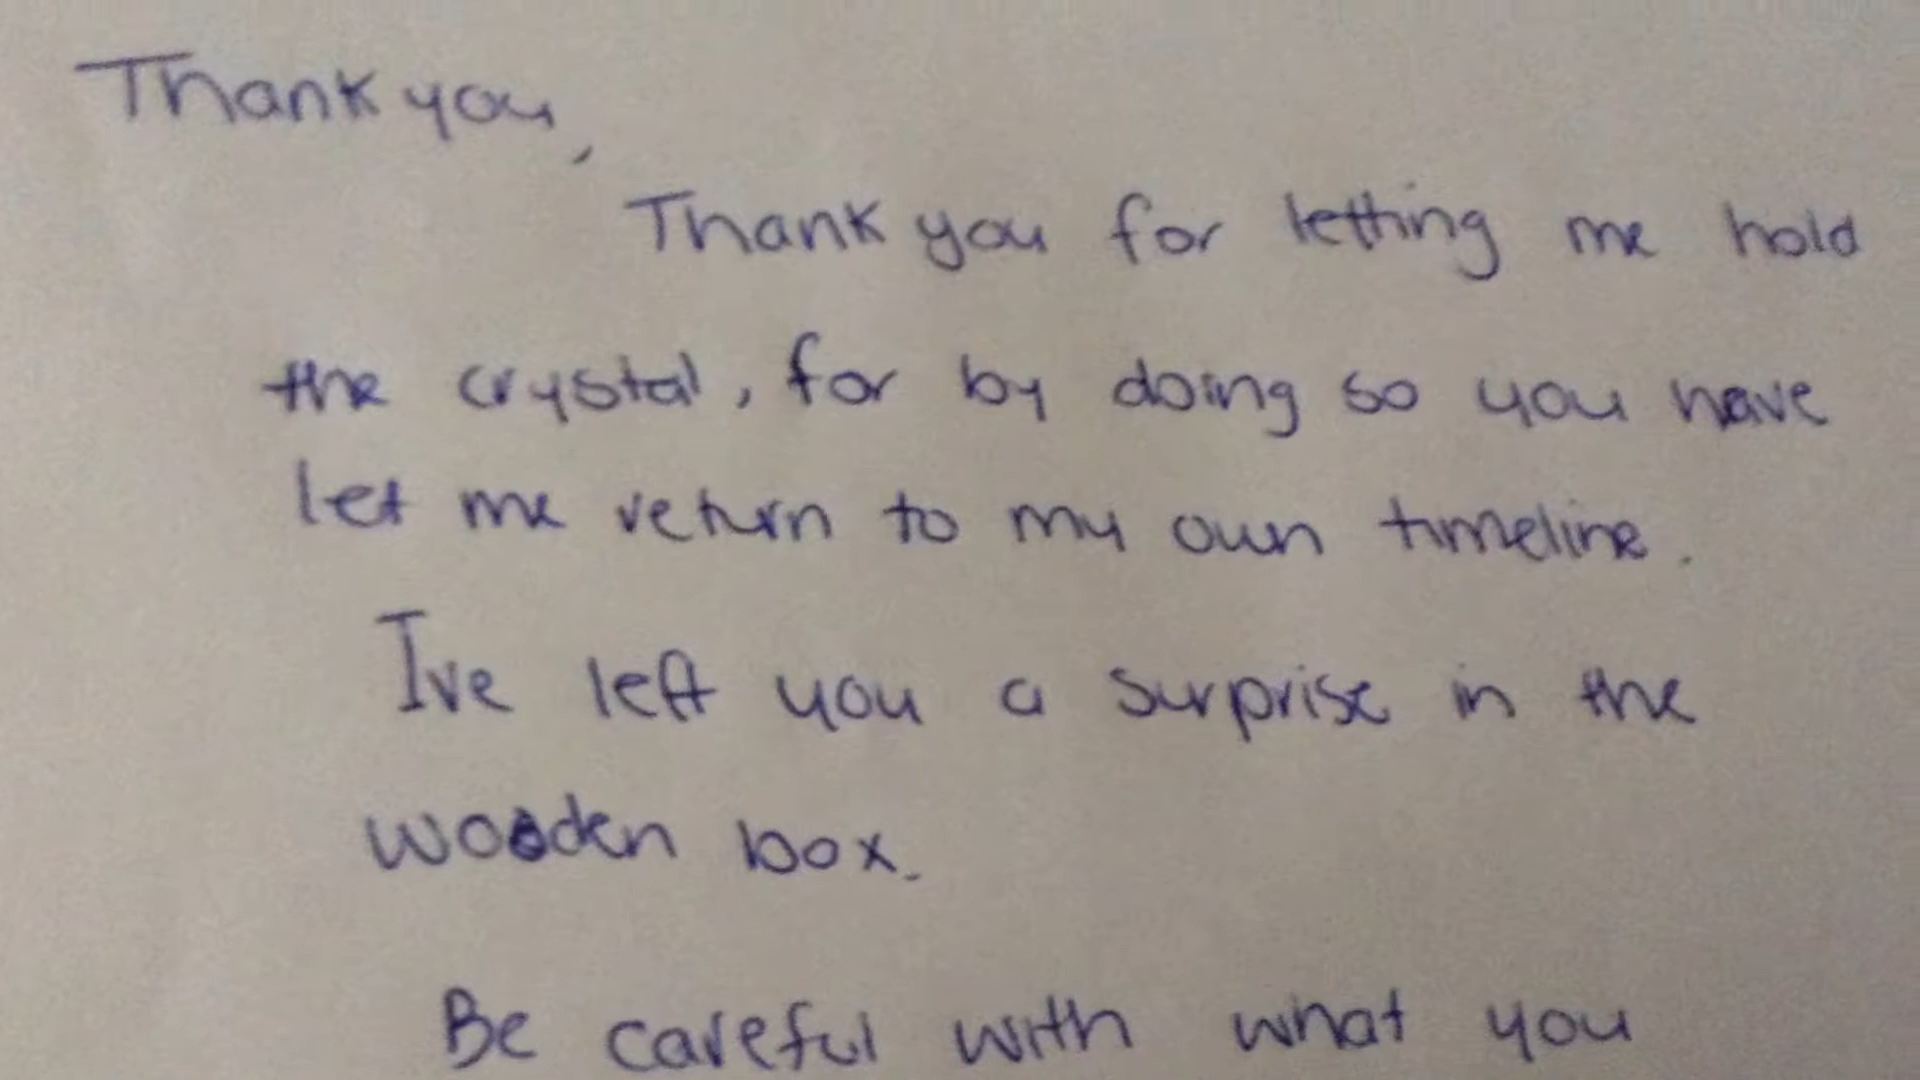 Thank you,
Thank you for letting me hold
the crystal, for by doing so you have
let me return to my own timeline.
Ive left you a surprise in the
wooden box.
Be careful with what you